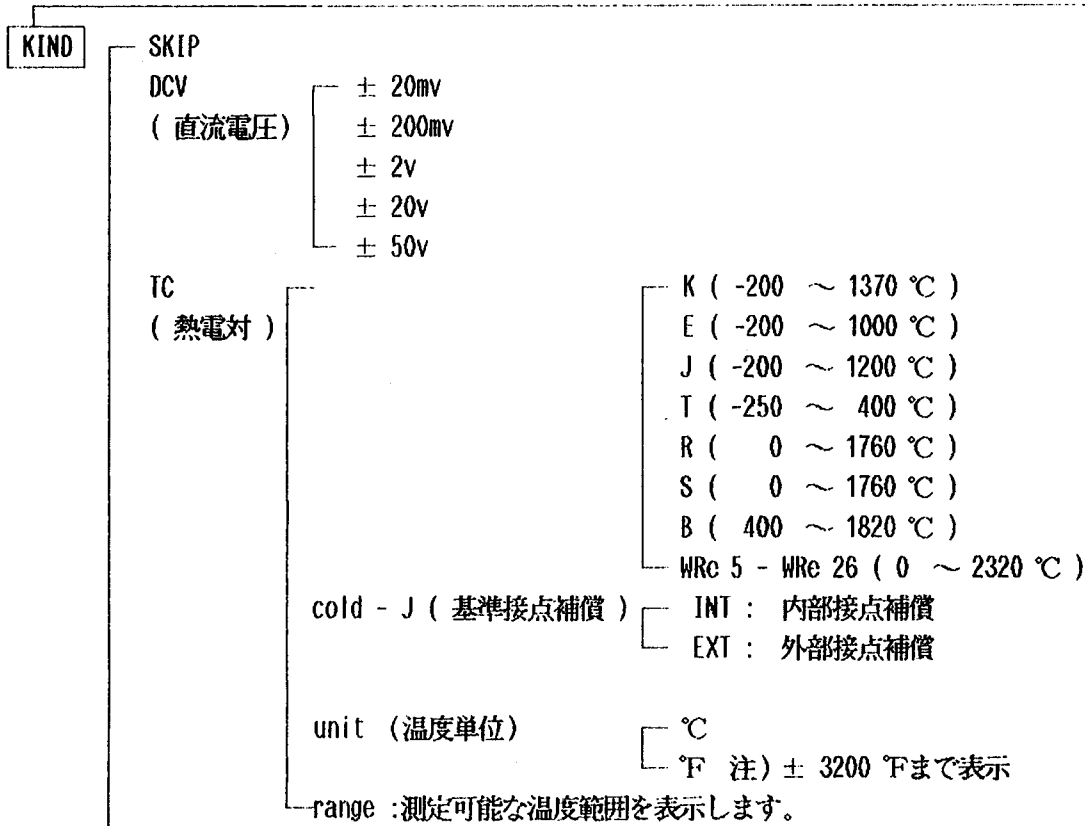 KIND
SKIP
DCV
± 20mv
( 直流電圧)
± 200mv
± 2v
± 20v
± 50v
TC
K ( -200 ～ 1370 ℃ )
( 熱電対 )
E ( -200 ～ 1000 ℃ )
J ( -200 ～ 1200 ℃ )
T ( -250 ～ 400 ℃ )
R ( 0 ～ 1760 ℃ )
S ( 0 ～ 1760 ℃ )
B ( 400 ～ 1820 ℃ )
WRe 5 - WRe 26 ( 0 ～ 2320 ℃ )
cold - J ( 基準接点補償 )
INT : 内部接点補償
EXT : 外部接点補償
unit (温度単位)
℃
℉ 注) ± 3200 ℉まで表示
range :測定可能な温度範囲を表示します。